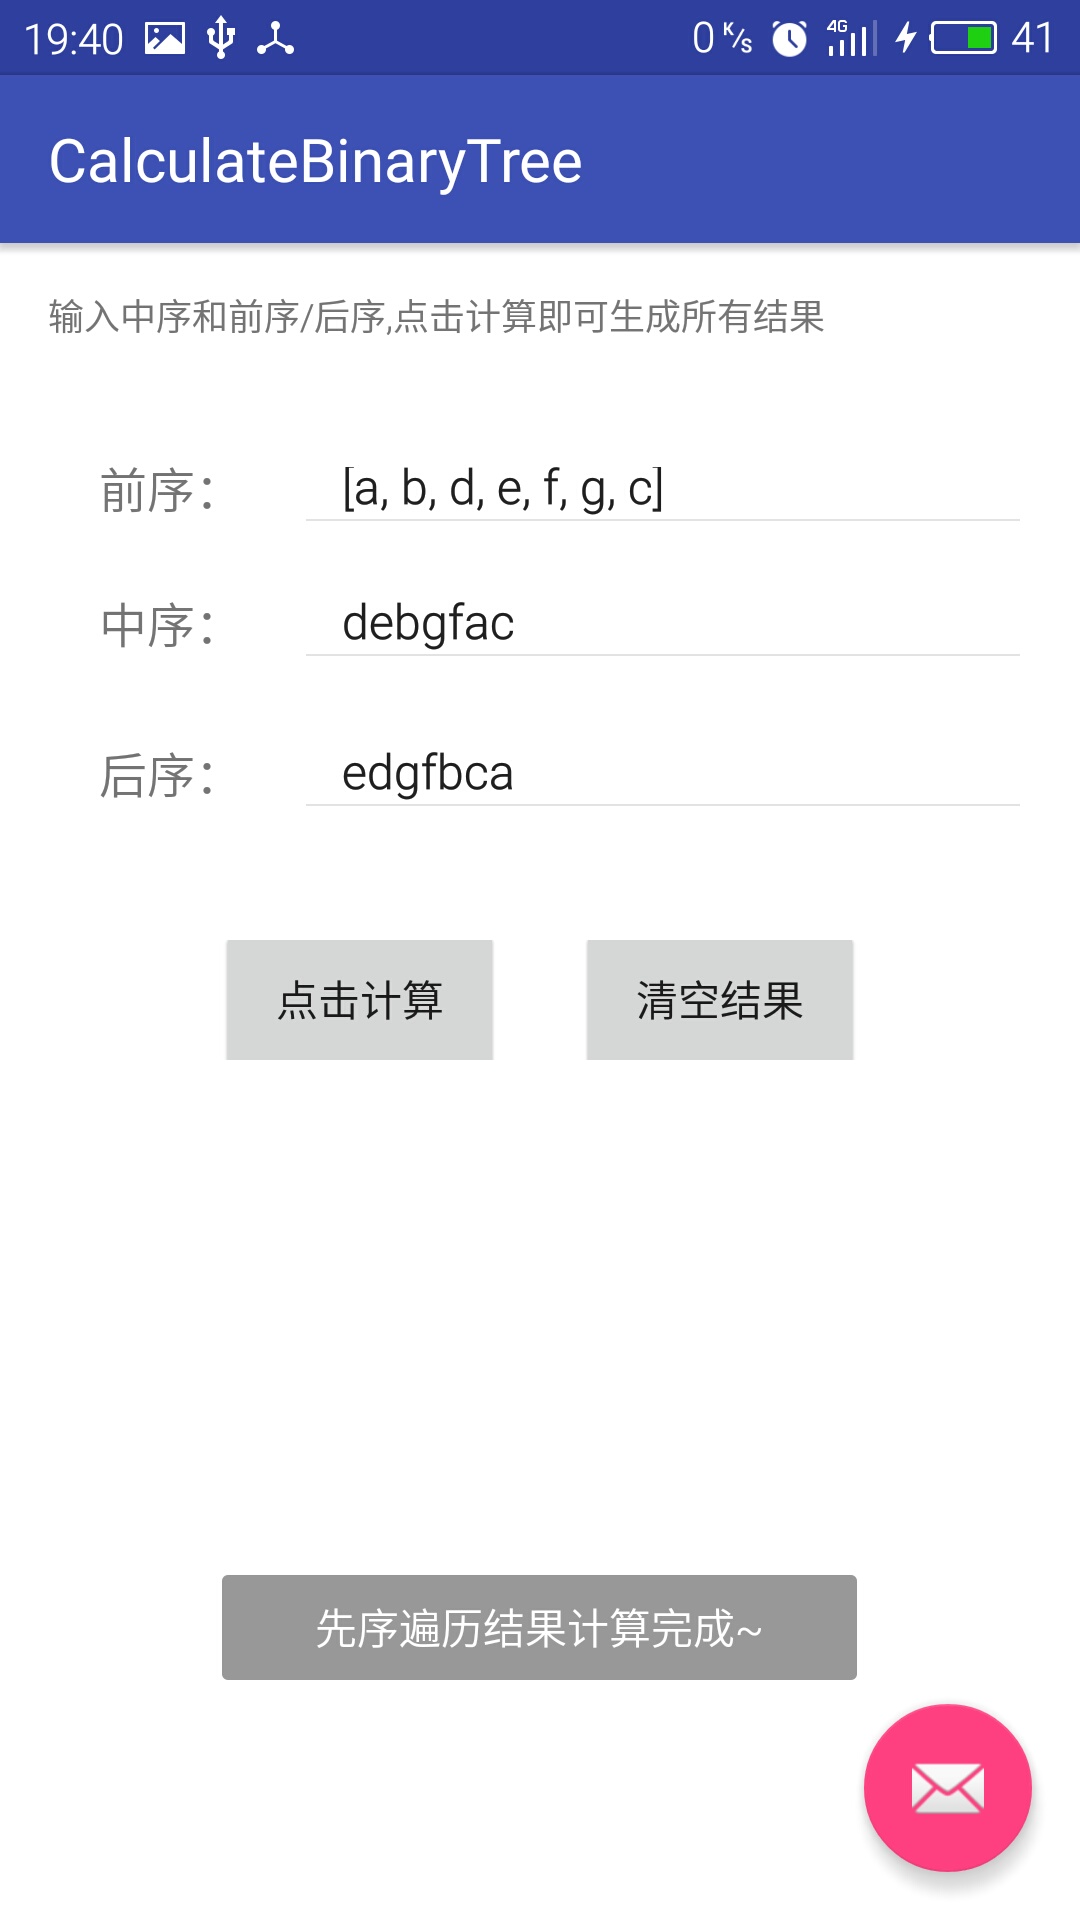 19:40 0 K/s 4G 41
CalculateBinaryTree
输入中序和前序/后序,点击计算即可生成所有结果
前序： [a, b, d, e, f, g, c]
中序： debgfac
后序： edgfbca
点击计算 清空结果
先序遍历结果计算完成~